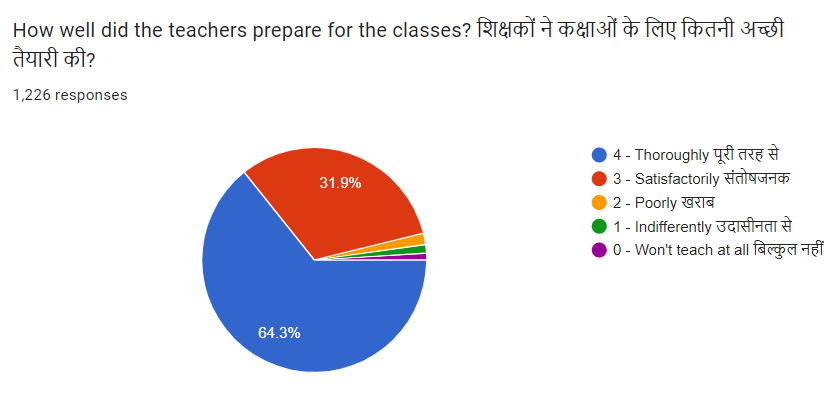 How well did the teachers prepare for the classes? शिक्षकों ने कक्षाओं के लिए कितनी अच्छी
तैयारी की?
1,226 responses
31.9%
64.3%
4 - Thoroughly पूरी तरह से
3 - Satisfactorily संतोषजनक
2 - Poorly खराब
1 - Indifferently उदासीनता से
0 - Won't teach at all बिल्कुल नहीं